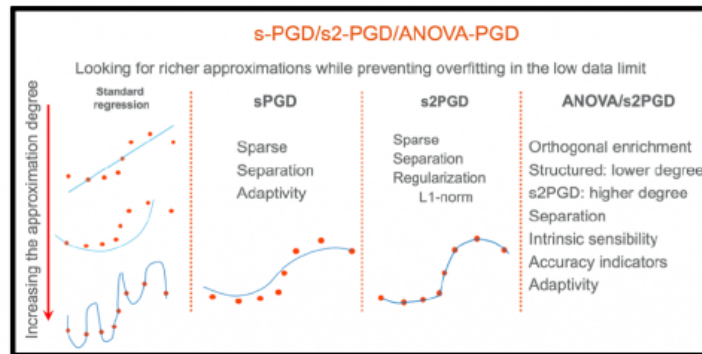 s-PGD/s2-PGD/ANOVA-PGD
Looking for richer approximations while preventing overfitting in the low data limit
Increasing the approximation degree
Standard
regression
sPGD
Sparse
Separation
Adaptivity
s2PGD
Sparse
Separation
Regularization
L1-norm
ANOVA/s2PGD
Orthogonal enrichment
Structured: lower degree
s2PGD: higher degree
Separation
Intrinsic sensibility
Accuracy indicators
Adaptivity